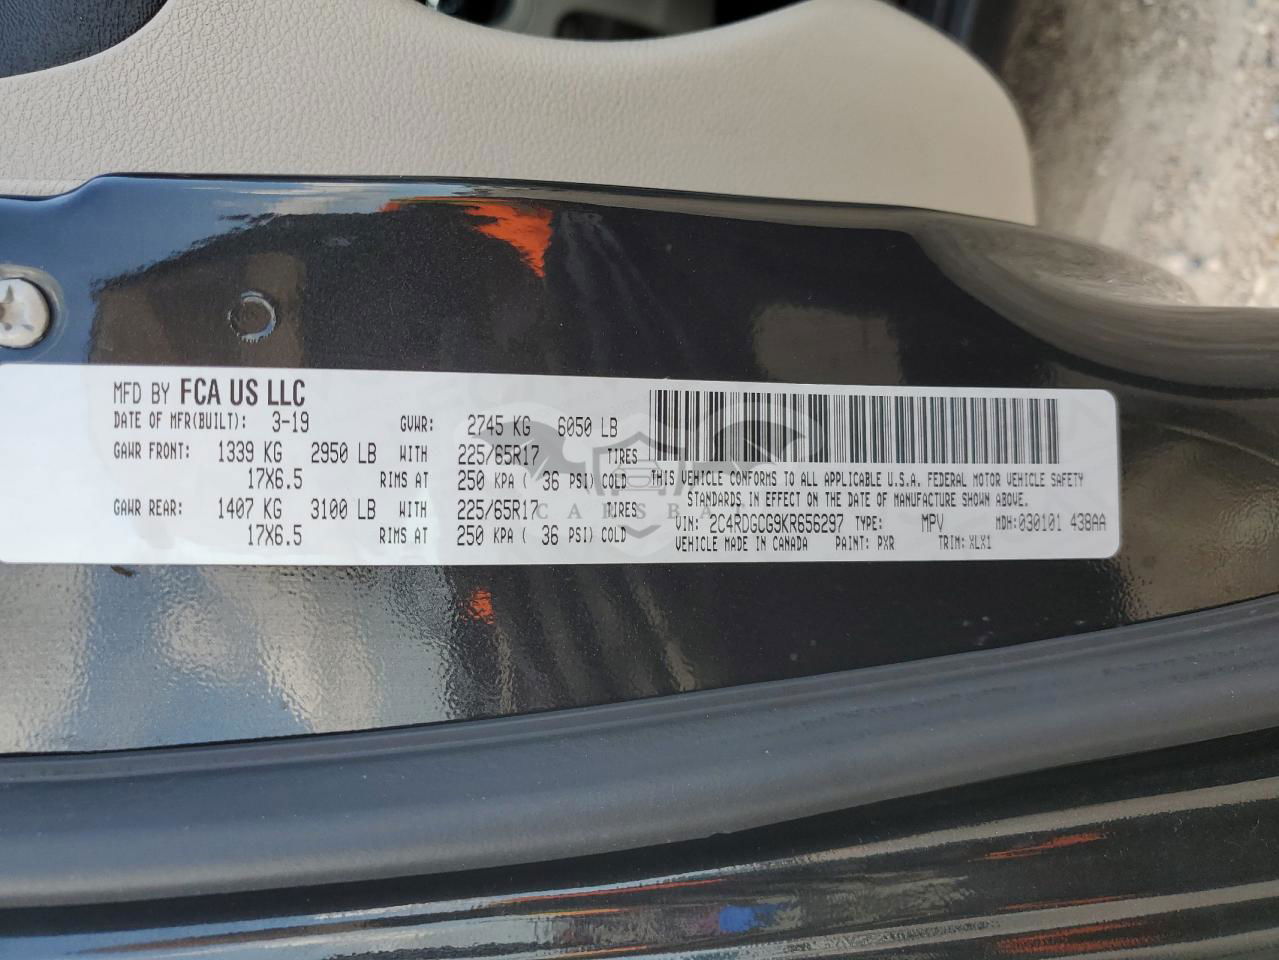 MFD BY FCA US LLC
DATE OF MFR(BUILT): 3-19 GVWR: 2745 KG 6050 LB
GAWR FRONT: 1339 KG 2950 LB WITH 225/65R17 TIRES
17X6.5 RIMS AT 250 KPA ( 36 PSI) COLD
GAWR REAR: 1407 KG 3100 LB WITH 225/65R17 TIRES
17X6.5 RIMS AT 250 KPA ( 36 PSI) COLD
THIS VEHICLE CONFORMS TO ALL APPLICABLE U.S.A. FEDERAL MOTOR VEHICLE SAFETY
STANDARDS IN EFFECT ON THE DATE OF MANUFACTURE SHOWN ABOVE.
VIN: 2C4RDGCG9KR656297 TYPE: MPV MDH:030101 438AA
VEHICLE MADE IN CANADA PAINT: PXR TRIM: XLX1